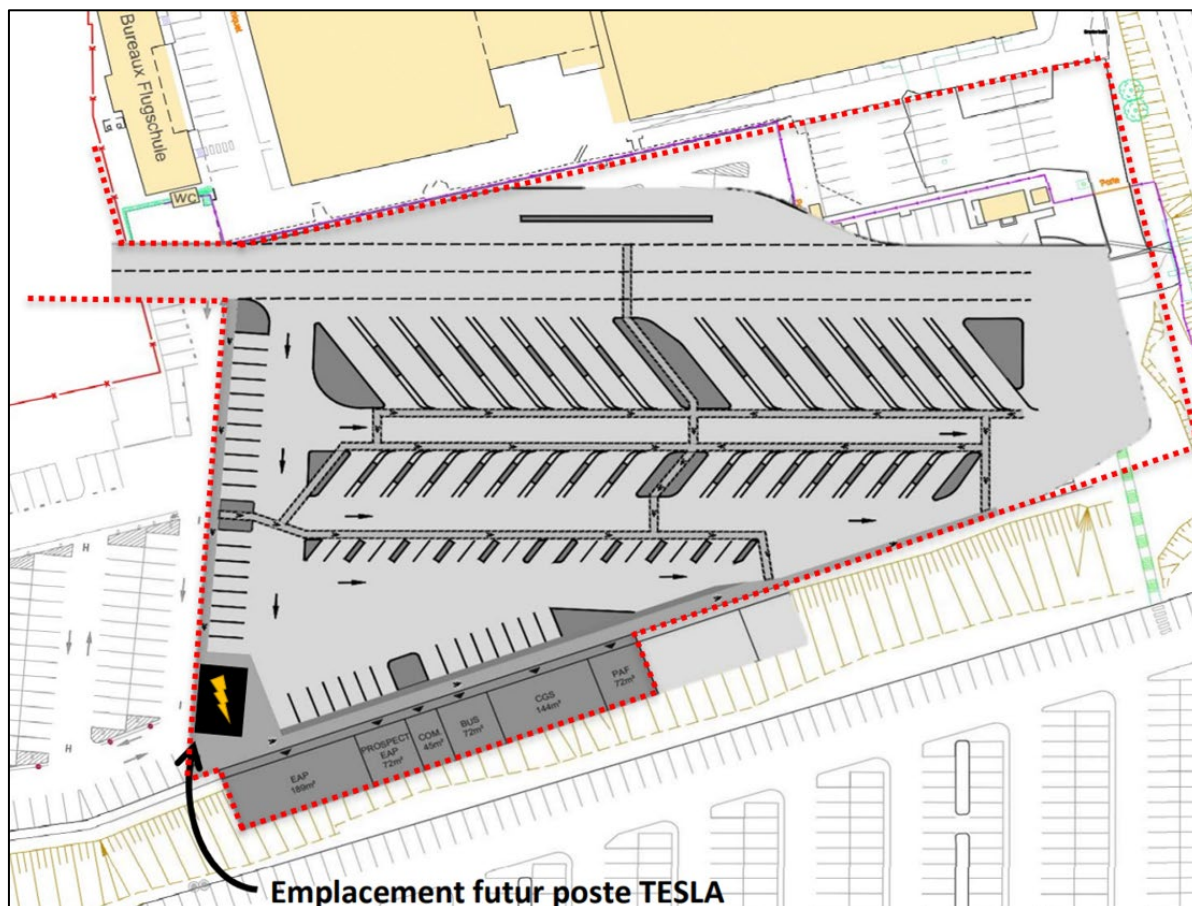 Bureaux Flugschule
WC
Porte
H
H
H
EAP
189m²
PROSPECT
EAP
72m²
COM.
45m²
BUS
72m²
CGS
144m²
PAF
72m²
Emplacement futur poste TESLA